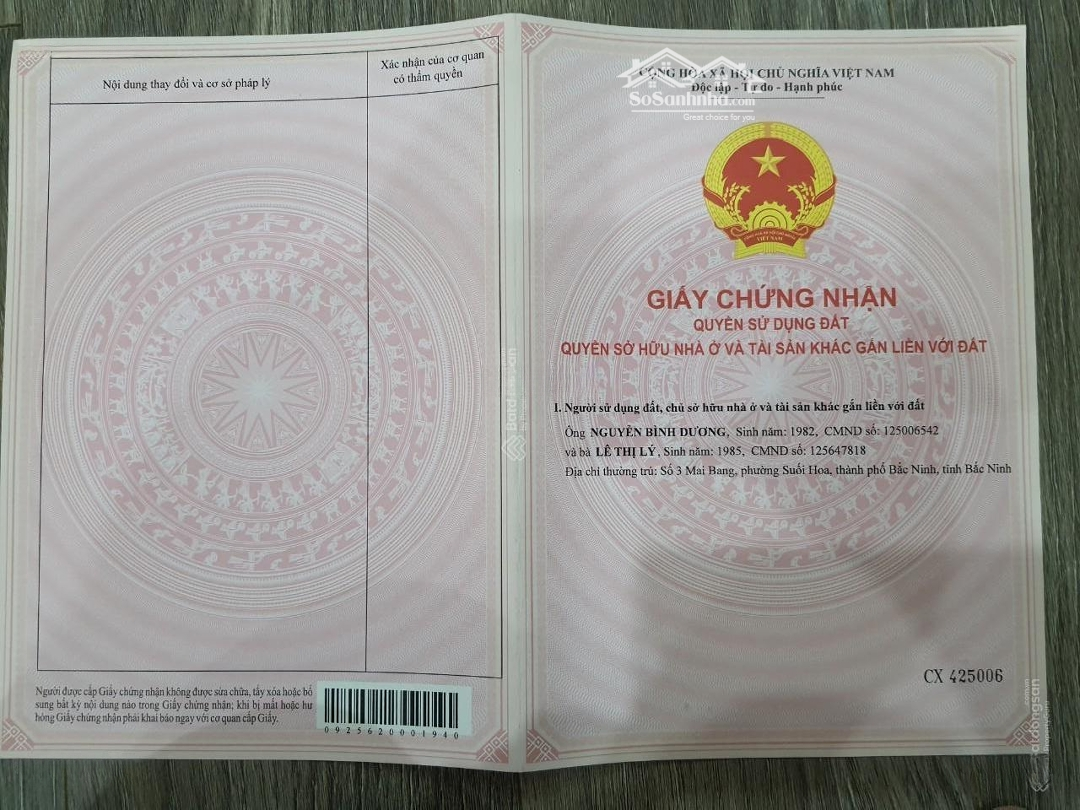 Nội dung thay đổi và cơ sở pháp lý
Xác nhận của cơ quan
có thẩm quyền
Người được cấp Giấy chứng nhận không được sửa chữa, tẩy xóa hoặc bổ
sung bất kỳ nội dung nào trong Giấy chứng nhận; khi bị mất hoặc hư
hỏng Giấy chứng nhận phải khai báo ngay với cơ quan cấp Giấy.
0925620001940
CỘNG HÒA XÃ HỘI CHỦ NGHĨA VIỆT NAM
Độc lập - Tự do - Hạnh phúc
SoSanhnha.com
Great choice for you
VIỆT NAM
GIẤY CHỨNG NHẬN
QUYỀN SỬ DỤNG ĐẤT
QUYỀN SỞ HỮU NHÀ Ở VÀ TÀI SẢN KHÁC GẮN LIỀN VỚI ĐẤT
I. Người sử dụng đất, chủ sở hữu nhà ở và tài sản khác gắn liền với đất
Ông NGUYỄN BÌNH DƯƠNG, Sinh năm: 1982, CMND số: 125006542
và bà LÊ THỊ LÝ, Sinh năm: 1985, CMND số: 125647818
Địa chỉ thường trú: Số 3 Mai Bang, phường Suối Hoa, thành phố Bắc Ninh, tỉnh Bắc Ninh
CX 425006
Batdongsan